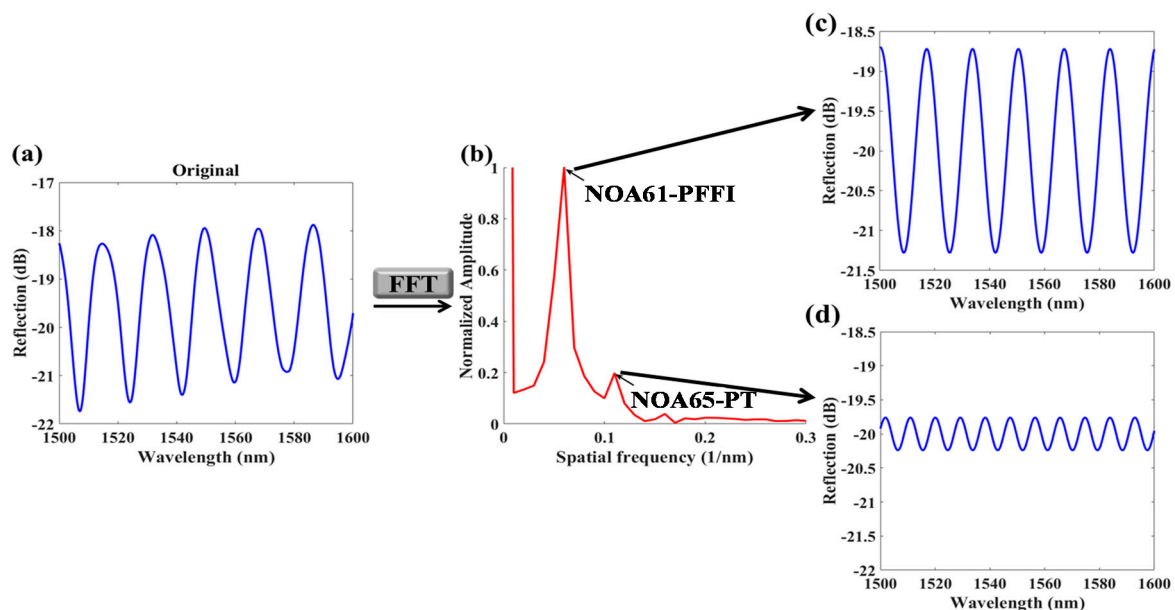 (a)
Original
-17
-18
-19
-20
-21
-22
Reflection (dB)
1500 1520 1540 1560 1580 1600
Wavelength (nm)
FFT
(b)
1
0.8
0.6
0.4
0.2
0
Normalized Amplitude
NOA61-PFFI
NOA65-PT
0 0.1 0.2 0.3
Spatial frequency (1/nm)
(c)
-18.5
-19
-19.5
-20
-20.5
-21
-21.5
Reflection (dB)
1500 1520 1540 1560 1580 1600
Wavelength (nm)
(d)
-18.5
-19
-19.5
-20
-20.5
-21
-21.5
-22
Reflection (dB)
1500 1520 1540 1560 1580 1600
Wavelength (nm)